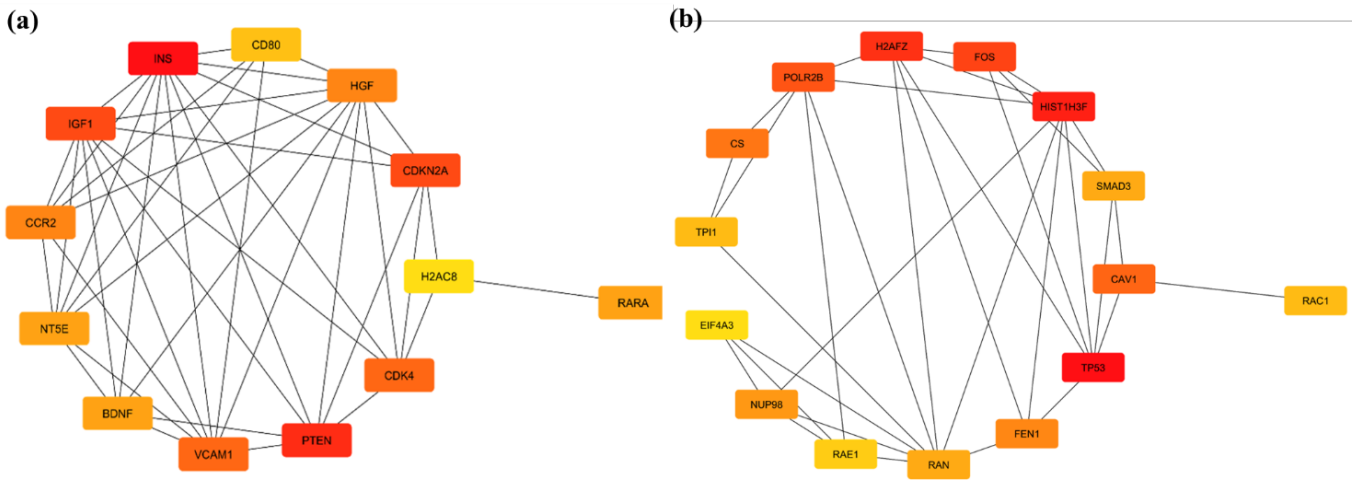 (a)
CD80
INS
HGF
IGF1
CDKN2A
CCR2
H2AC8
RARA
NT5E
CDK4
BDNF
PTEN
VCAM1
(b)
H2AFZ
FOS
POLR2B
HIST1H3F
CS
SMAD3
TPI1
CAV1
RAC1
EIF4A3
TP53
NUP98
FEN1
RAE1
RAN